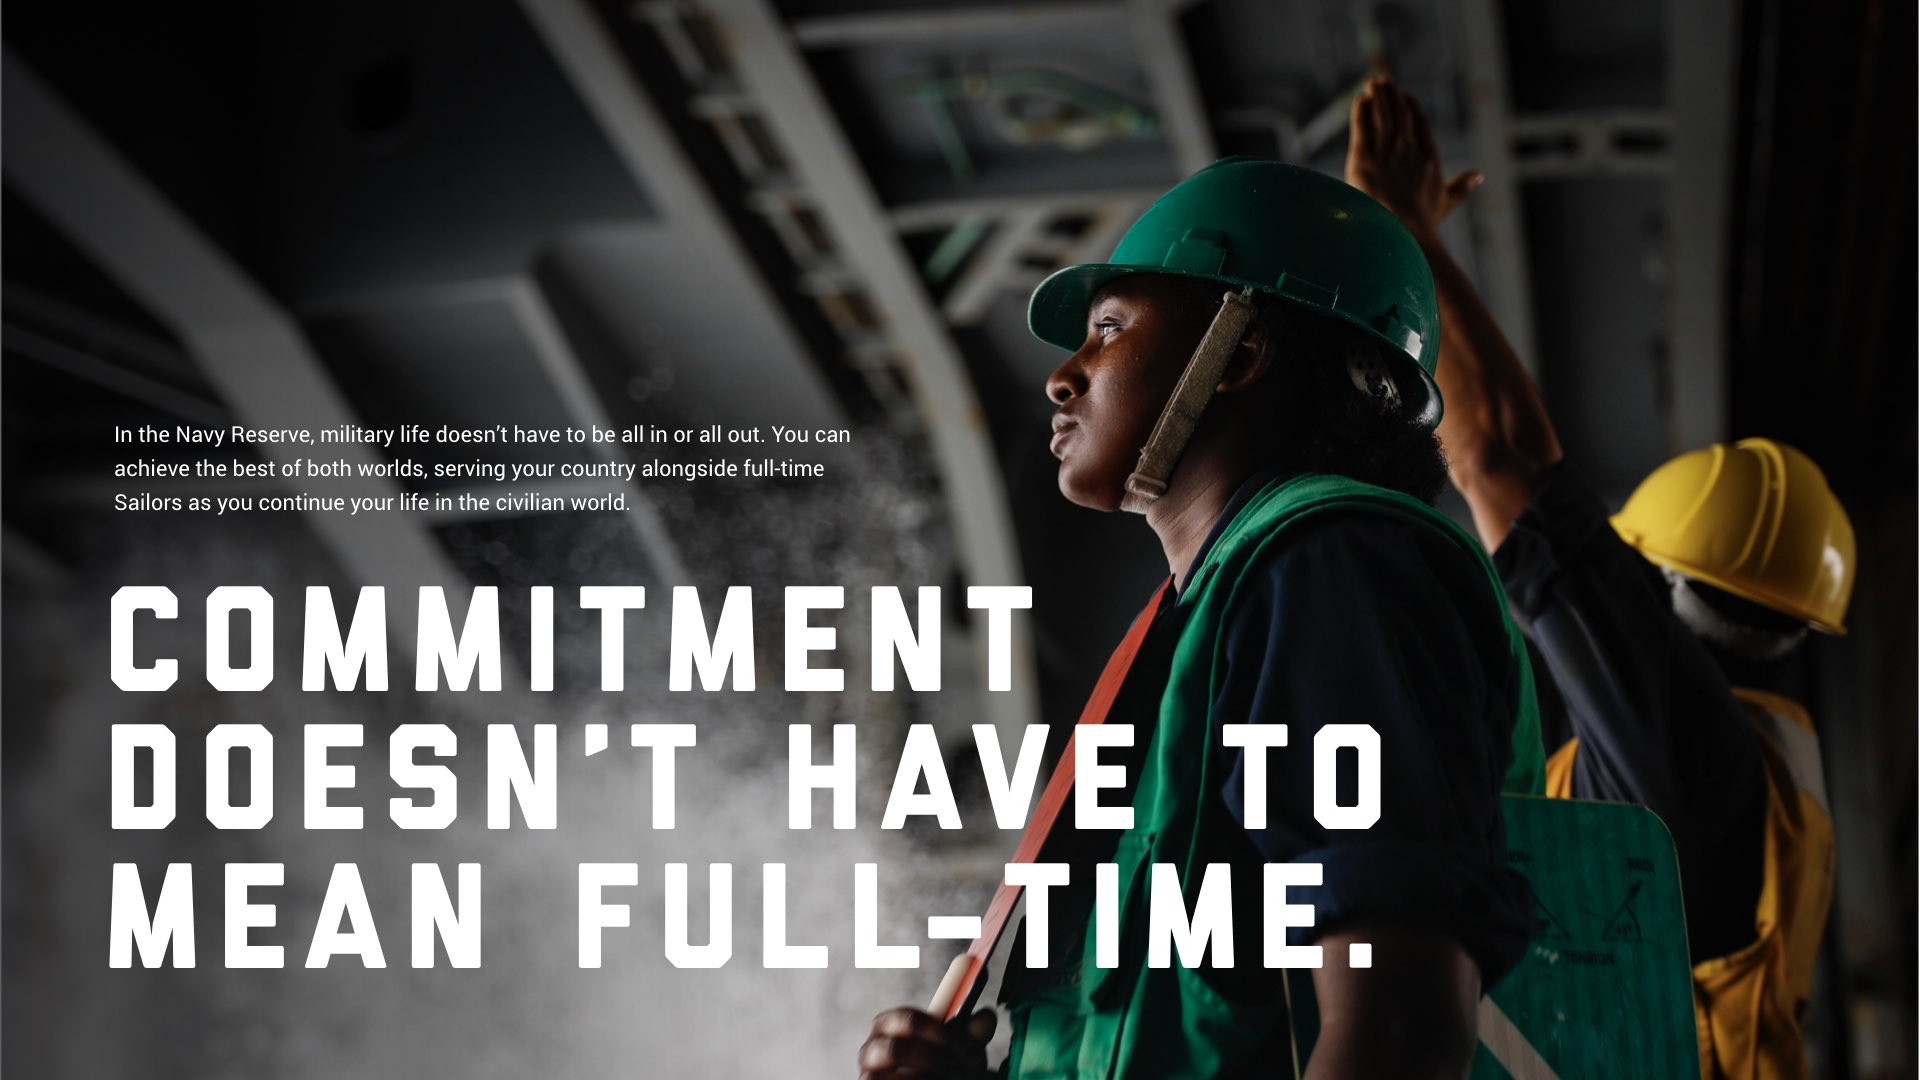 In the Navy Reserve, military life doesn’t have to be all in or all out. You can
achieve the best of both worlds, serving your country alongside full-time
Sailors as you continue your life in the civilian world.
COMMITMENT
DOESN’T HAVE TO
MEAN FULL-TIME.
RED
TENSION